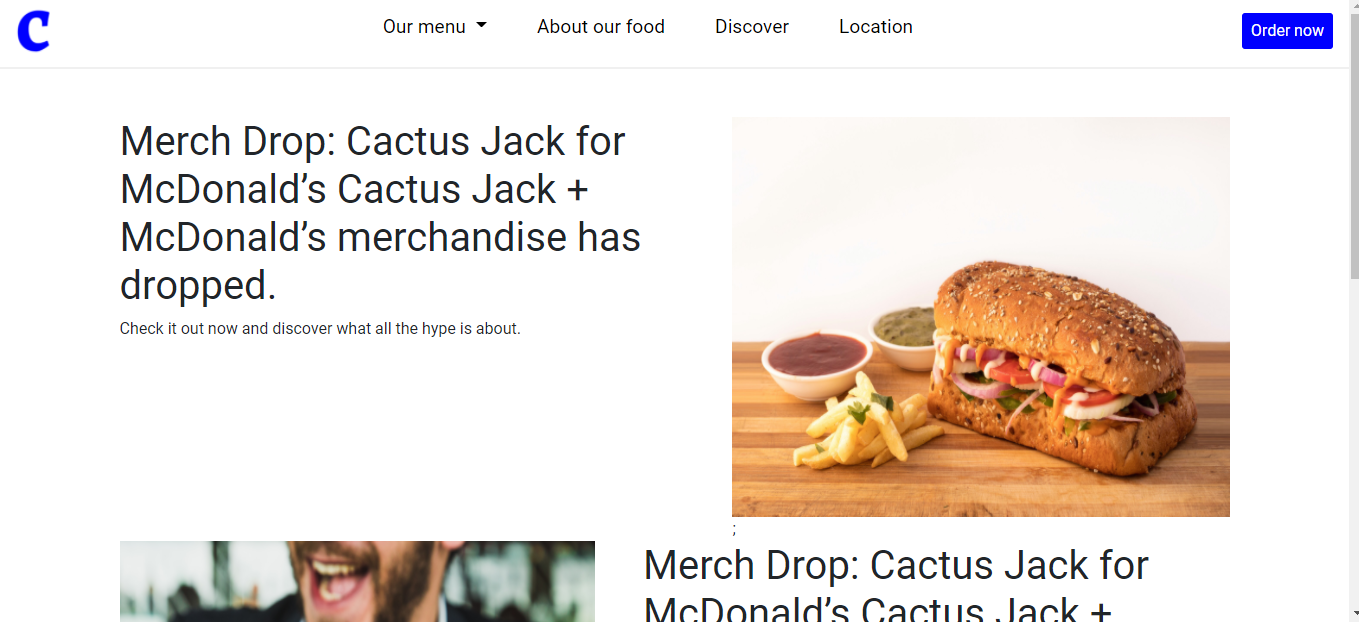 C
Our menu
About our food
Discover
Location
Order now
Merch Drop: Cactus Jack for
McDonald’s Cactus Jack +
McDonald’s merchandise has
dropped.
Check it out now and discover what all the hype is about.
;
Merch Drop: Cactus Jack for
McDonald’s Cactus Jack +